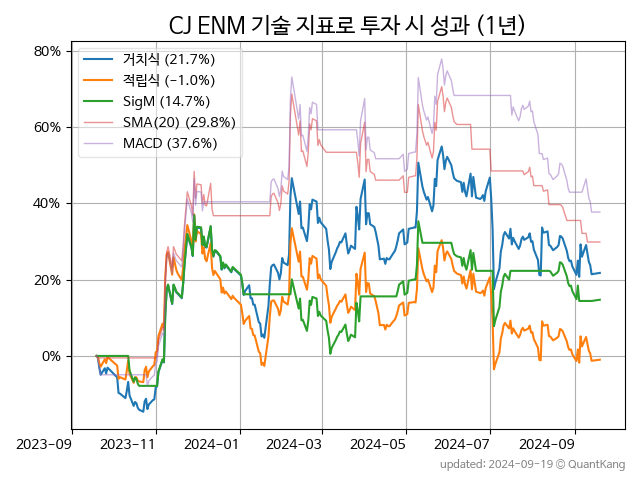 CJ ENM 기술 지표로 투자 시 성과 (1년)
80%
60%
40%
20%
0%
거치식 (21.7%)
적립식 (-1.0%)
SigM (14.7%)
SMA(20) (29.8%)
MACD (37.6%)
2023-09 2023-11 2024-01 2024-03 2024-05 2024-07 2024-09
updated: 2024-09-19 © QuantKang